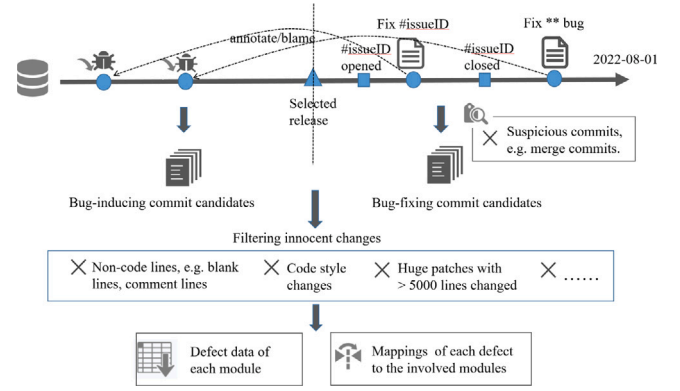 Fix #issueID
Fix ** bug
annotate/blame
#issueID
opened
#issueID
closed
2022-08-01
Selected
release
Suspicious commits,
e.g. merge commits.
Bug-inducing commit candidates
Bug-fixing commit candidates
Filtering innocent changes
Non-code lines, e.g. blank
lines, comment lines
Code style
changes
Huge patches with
> 5000 lines changed
......
Defect data of
each module
Mappings of each defect
to the involved modules